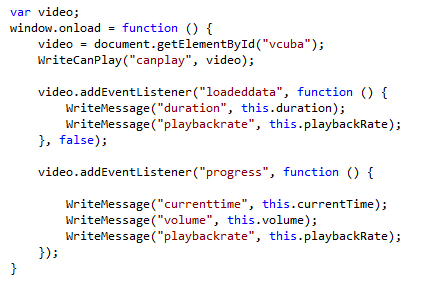 var video;
window.onload = function () {
    video = document.getElementById("vcuba");
    WriteCanPlay("canplay", video);

    video.addEventListener("loadeddata", function () {
        WriteMessage("duration", this.duration);
        WriteMessage("playbackrate", this.playbackRate);
    }, false);

    video.addEventListener("progress", function () {

        WriteMessage("currenttime", this.currentTime);
        WriteMessage("volume", this.volume);
        WriteMessage("playbackrate", this.playbackRate);
    });
}